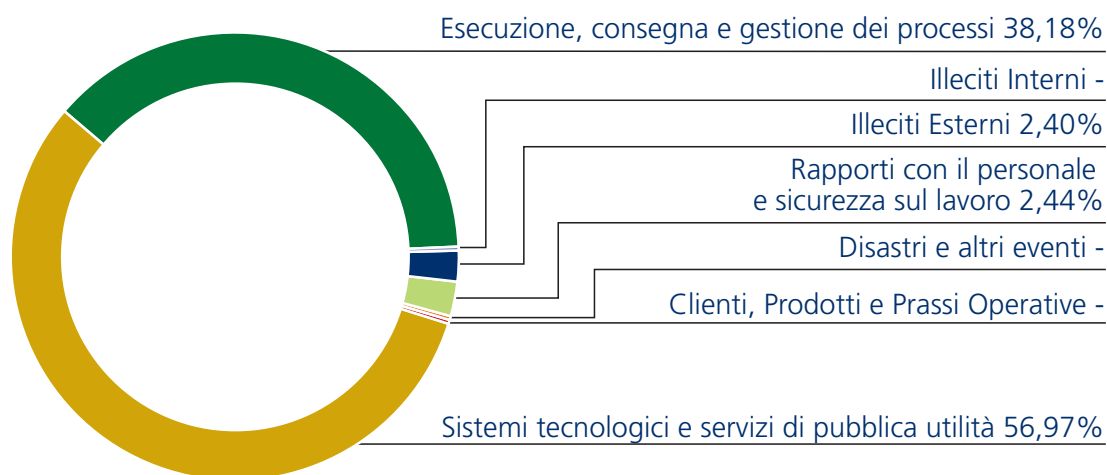 Esecuzione, consegna e gestione dei processi 38,18%
Illeciti Interni -
Illeciti Esterni 2,40%
Rapporti con il personale
e sicurezza sul lavoro 2,44%
Disastri e altri eventi -
Clienti, Prodotti e Prassi Operative -
Sistemi tecnologici e servizi di pubblica utilità 56,97%